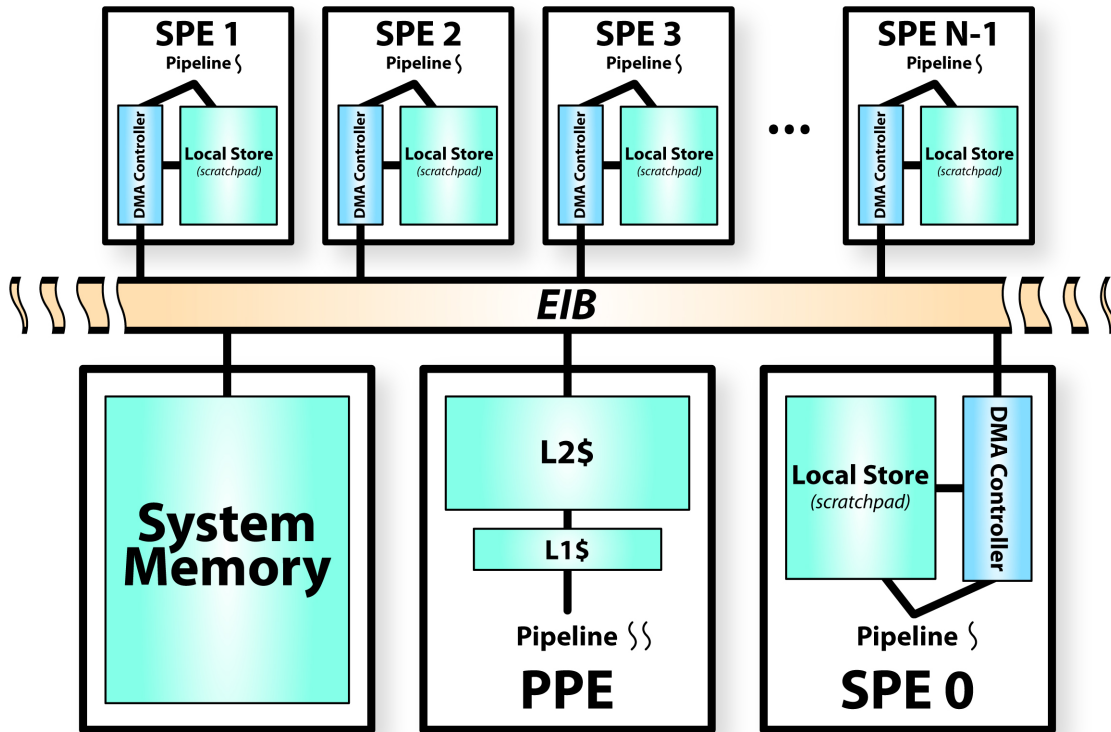 SPE 1
Pipeline
DMA Controller
Local Store
(scratchpad)
SPE 2
Pipeline
DMA Controller
Local Store
(scratchpad)
SPE 3
Pipeline
DMA Controller
Local Store
(scratchpad)
...
SPE N-1
Pipeline
DMA Controller
Local Store
(scratchpad)
EIB
System
Memory
L2$
L1$
Pipeline
PPE
Local Store
(scratchpad)
DMA Controller
Pipeline
SPE 0